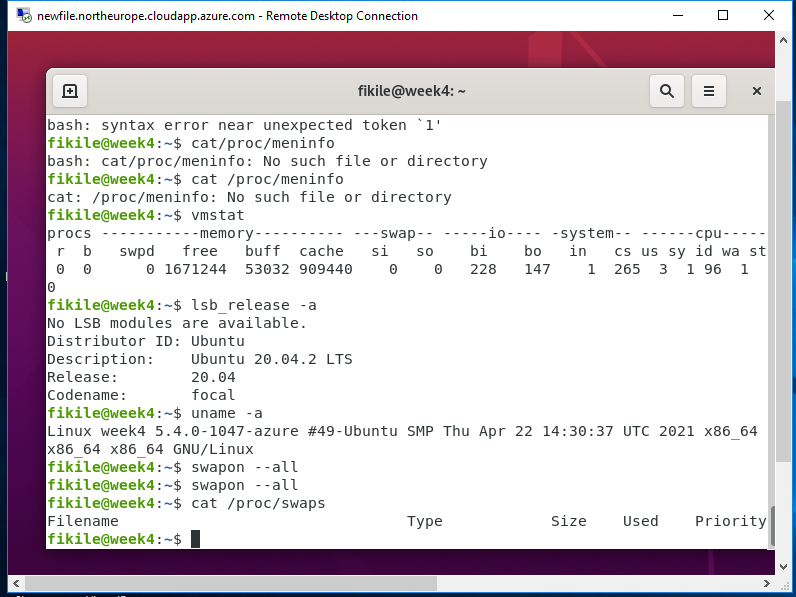 newfile.northeurope.cloudapp.azure.com - Remote Desktop Connection
fikile@week4: ~
bash: syntax error near unexpected token `1'
fikile@week4:~$ cat/proc/meninfo
bash: cat/proc/meninfo: No such file or directory
fikile@week4:~$ cat /proc/meninfo
cat: /proc/meninfo: No such file or directory
fikile@week4:~$ vmstat
procs -----------memory---------- ---swap-- -----io---- -system-- ------cpu-----
 r  b   swpd   free   buff  cache   si   so    bi    bo   in   cs us sy id wa st
 0  0      0 1671244  53032 909440    0    0   228   147    1  265  3  1 96  1
0
fikile@week4:~$ lsb_release -a
No LSB modules are available.
Distributor ID: Ubuntu
Description:    Ubuntu 20.04.2 LTS
Release:        20.04
Codename:       focal
fikile@week4:~$ uname -a
Linux week4 5.4.0-1047-azure #49-Ubuntu SMP Thu Apr 22 14:30:37 UTC 2021 x86_64
x86_64 x86_64 GNU/Linux
fikile@week4:~$ swapon --all
fikile@week4:~$ swapon --all
fikile@week4:~$ cat /proc/swaps
Filename                                Type            Size    Used    Priority
fikile@week4:~$